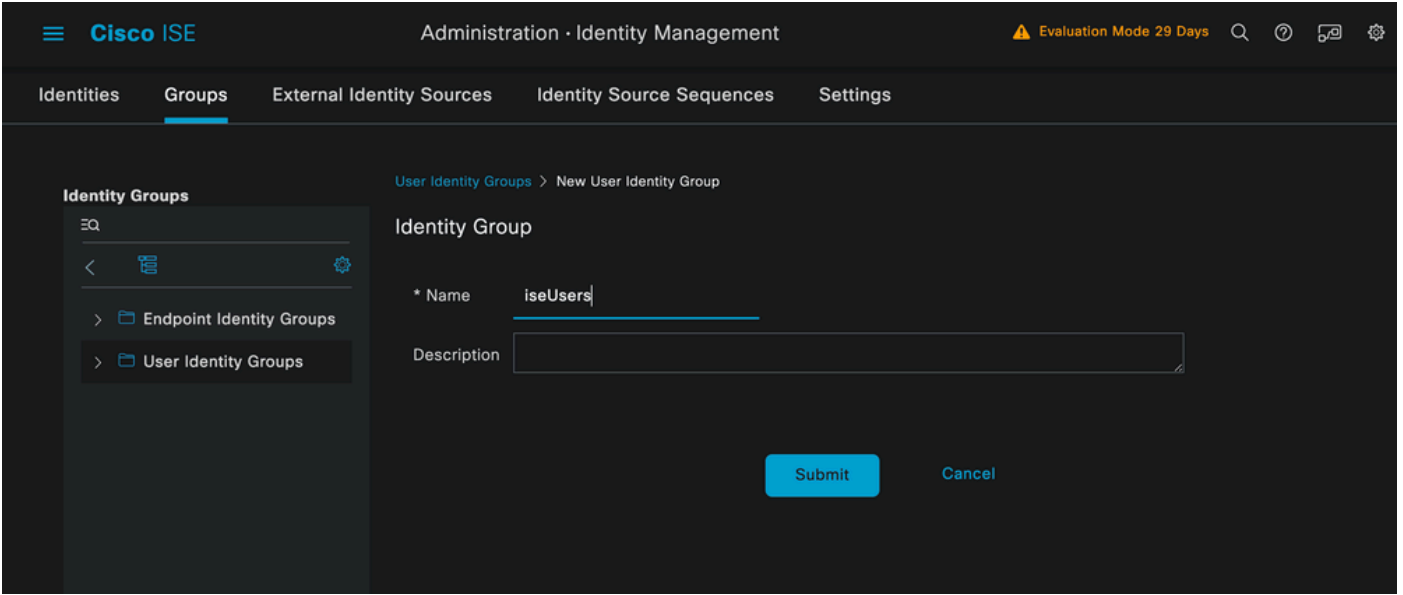 Cisco ISE
Administration · Identity Management
Evaluation Mode 29 Days
Identities
Groups
External Identity Sources
Identity Source Sequences
Settings
Identity Groups
Endpoint Identity Groups
User Identity Groups
User Identity Groups > New User Identity Group
Identity Group
* Name
iseUsers
Description
Submit
Cancel